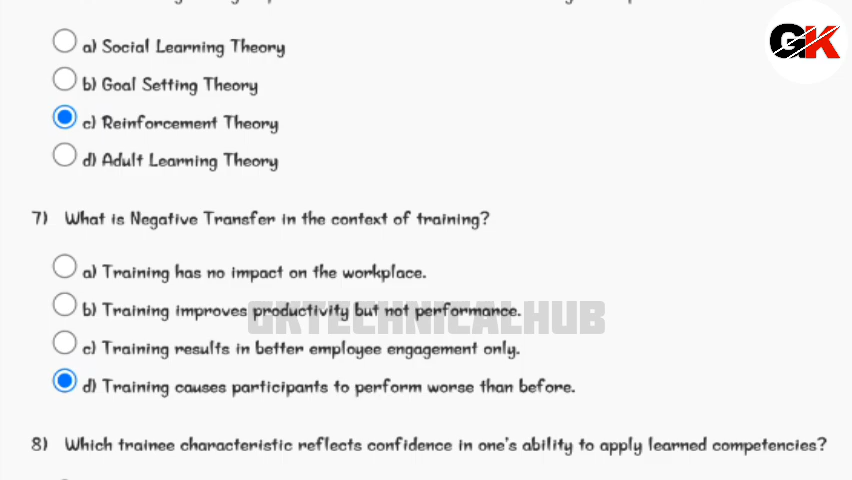 a) Social Learning Theory
GK
b) Goal Setting Theory
c) Reinforcement Theory
d) Adult Learning Theory
7) What is Negative Transfer in the context of training?
a) Training has no impact on the workplace.
b) Training improves productivity but not performance.
GKTECHNICALHUB
c) Training results in better employee engagement only.
d) Training causes participants to perform worse than before.
8) Which trainee characteristic reflects confidence in one's ability to apply learned competencies?